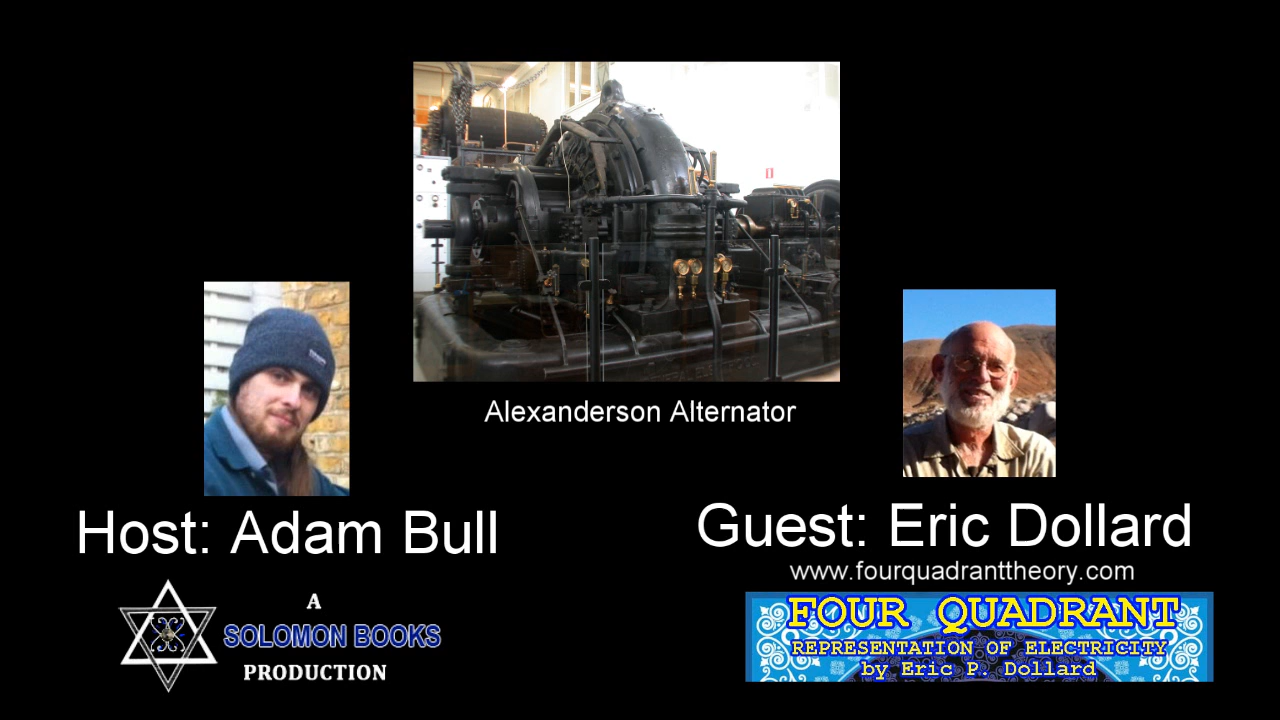 Alexanderson Alternator
Host: Adam Bull
Guest: Eric Dollard
www.fourquadranttheory.com
A
SOLOMON BOOKS
PRODUCTION
FOUR QUADRANT
REPRESENTATION OF ELECTRICITY
by Eric P. Dollard